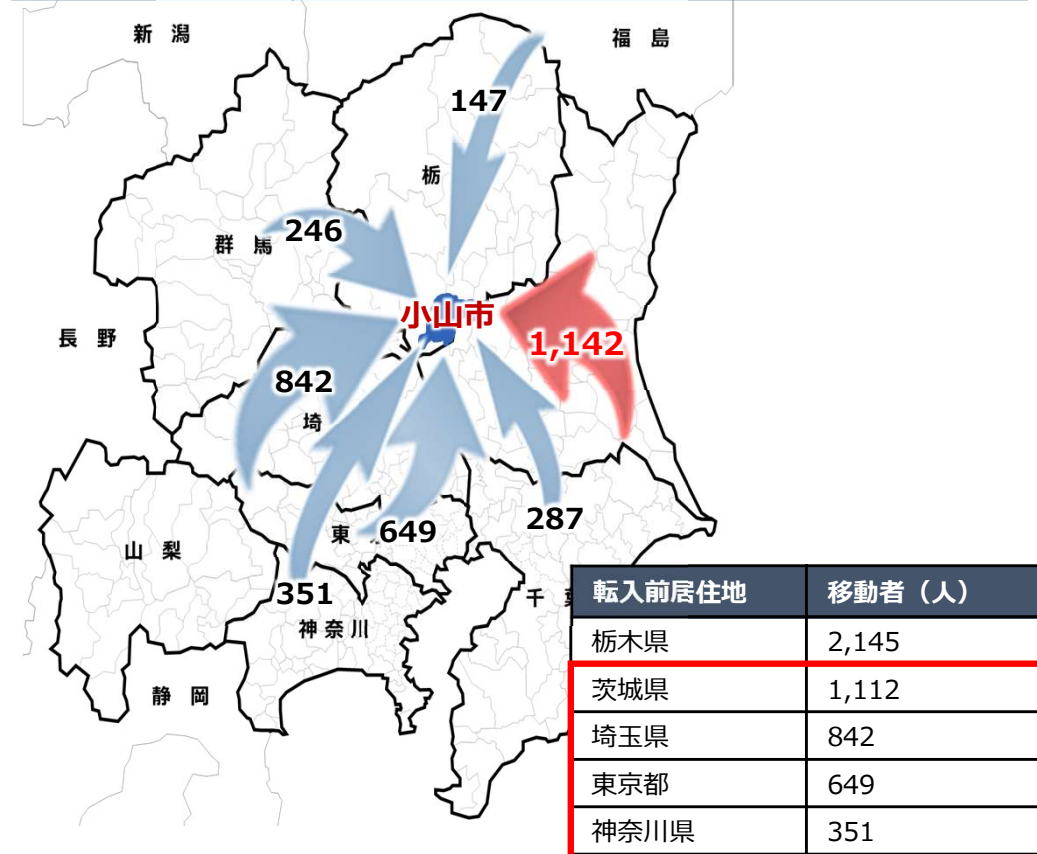 新 潟
福 島
147
栃
群 馬
246
小山市
1,142
長 野
842
埼
287
東
649
山 梨
351
神奈川
千 葉
静 岡
転入前居住地 移動者（人）
栃木県 2,145
茨城県 1,112
埼玉県 842
東京都 649
神奈川県 351